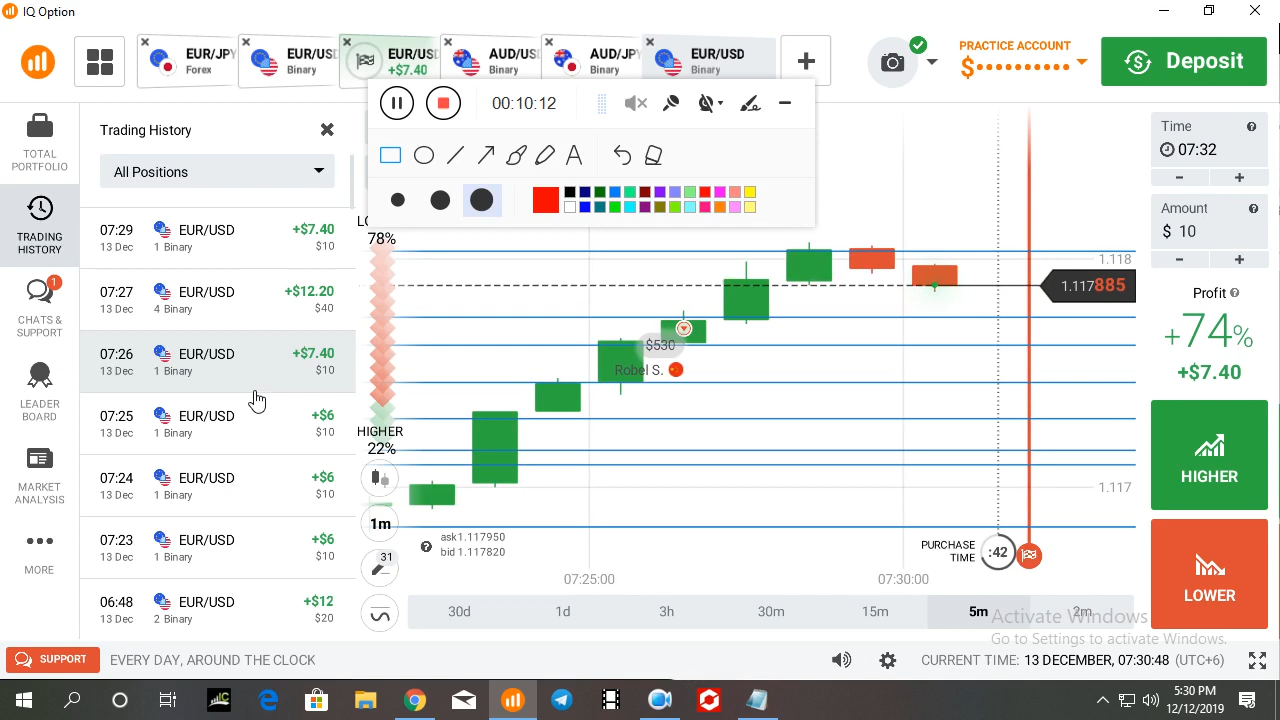 IQ Option
EUR/JPY
Forex
EUR/USD
Binary
EUR/USD
+$7.40
AUD/US
Binary
AUD/JPY
Binary
EUR/USD
Binary
PRACTICE ACCOUNT
$
Deposit
00:10:12
A
TOTAL
PORTFOLIO
TRADING
HISTORY
1
CHATS &
SUPPORT
LEADER
BOARD
MARKET
ANALYSIS
MORE
Trading History
All Positions
07:29 EUR/USD +$7.40
13 Dec 1 Binary $10
07:27 EUR/USD +$12.20
13 Dec 4 Binary $40
07:26 EUR/USD +$7.40
13 Dec 1 Binary $10
07:25 EUR/USD +$6
13 Dec 1 Binary $10
07:24 EUR/USD +$6
13 Dec 1 Binary $10
07:23 EUR/USD +$6
13 Dec 1 Binary $10
06:48 EUR/USD +$12
13 Dec 2 Binary $20
78%
HIGHER
22%
1m
31
ask1.117950
bid 1.117820
$530
Robel S.
1.118
1.117885
1.117
PURCHASE
TIME
:42
07:25:00 07:30:00
30d 1d 3h 30m 15m 5m 2m
Time
07:32
- +
Amount
$ 10
- +
Profit
+74%
+$7.40
HIGHER
LOWER
Activate Windows
Go to Settings to activate Windows.
SUPPORT EVERY DAY, AROUND THE CLOCK
CURRENT TIME: 13 DECEMBER, 07:30:48 (UTC+6)
5:30 PM
12/12/2019